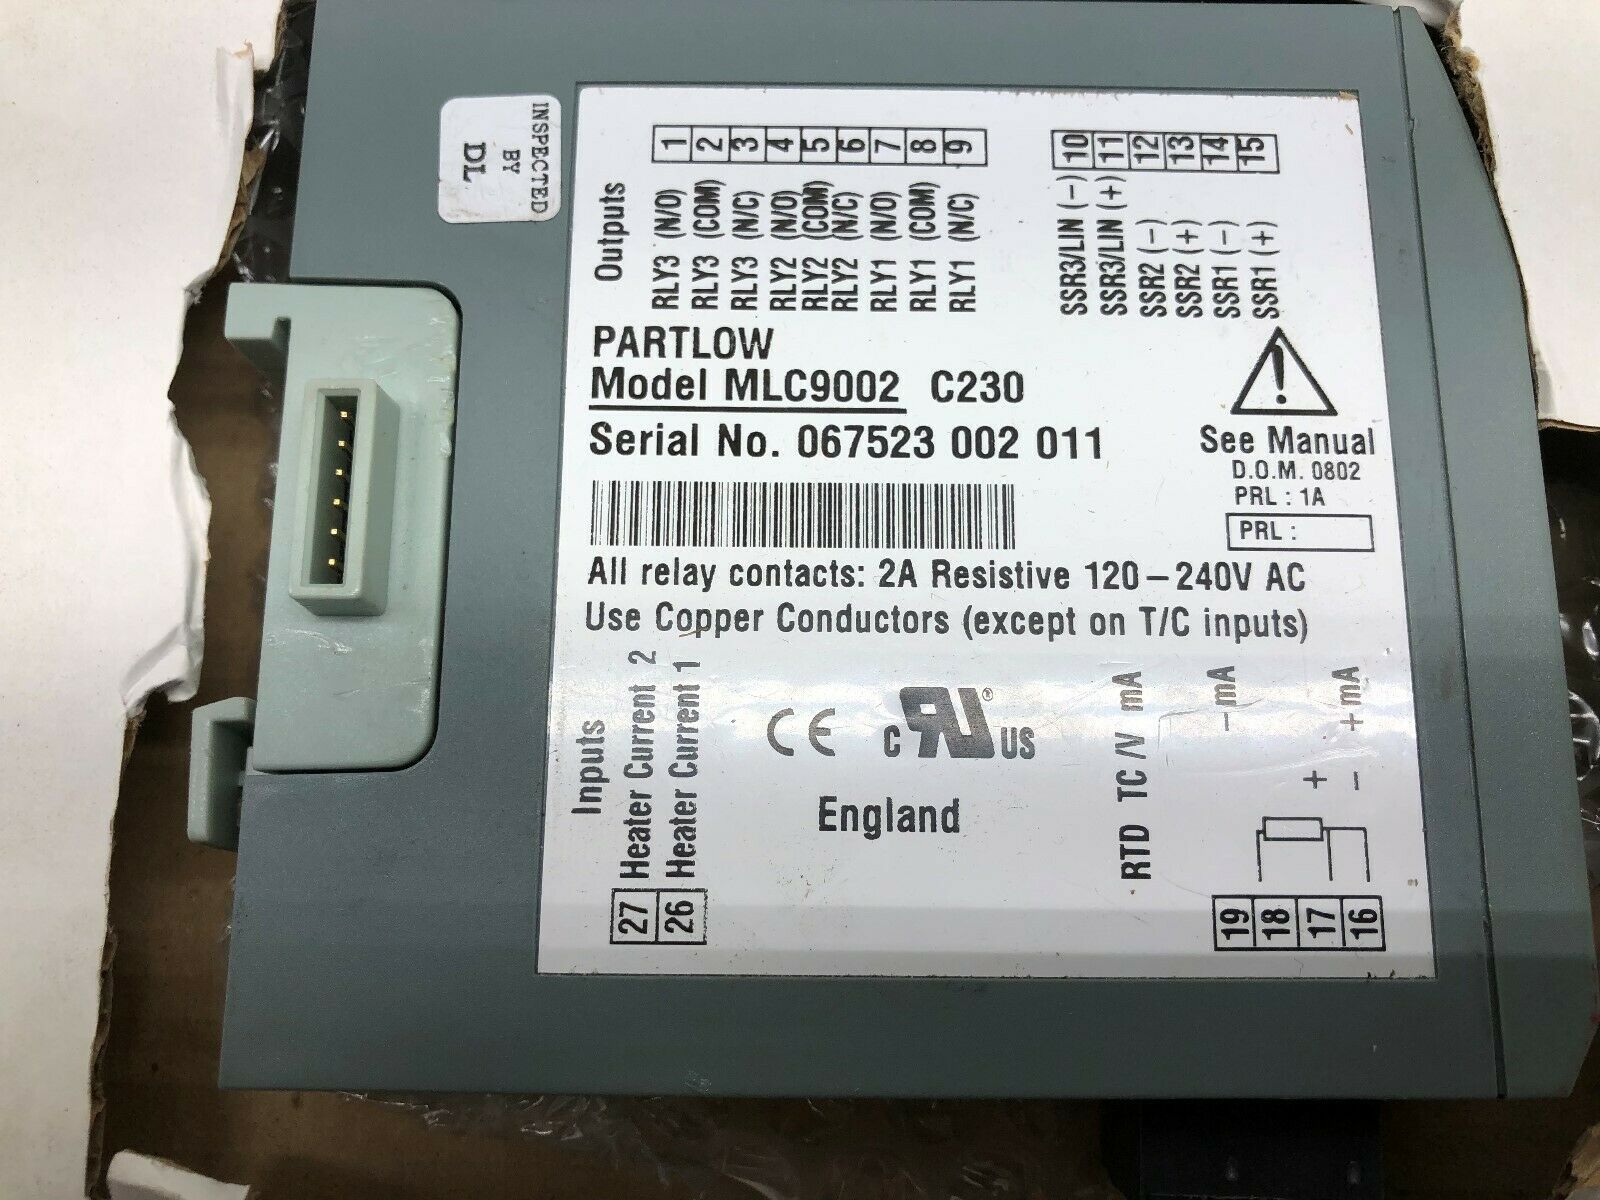 INSPECTED
BY
DL
Outputs
1 2 3 4 5 6 7 8 9
RLY3 (N/O)
RLY3 (COM)
RLY3 (N/C)
RLY2 (N/O)
RLY2 (COM)
RLY2 (N/C)
RLY1 (N/O)
RLY1 (COM)
RLY1 (N/C)
10 11 12 13 14 15
SSR3/LIN (-)
SSR3/LIN (+)
SSR2 (-)
SSR2 (+)
SSR1 (-)
SSR1 (+)
PARTLOW
Model MLC9002 C230
Serial No. 067523 002 011
See Manual
D.O.M. 0802
PRL : 1A
PRL :
All relay contacts: 2A Resistive 120-240V AC
Use Copper Conductors (except on T/C inputs)
Inputs
27 Heater Current 2
26 Heater Current 1
CE
c RU ® US
England
RTD TC/V mA
19
18 -mA
17 +
16 - +mA